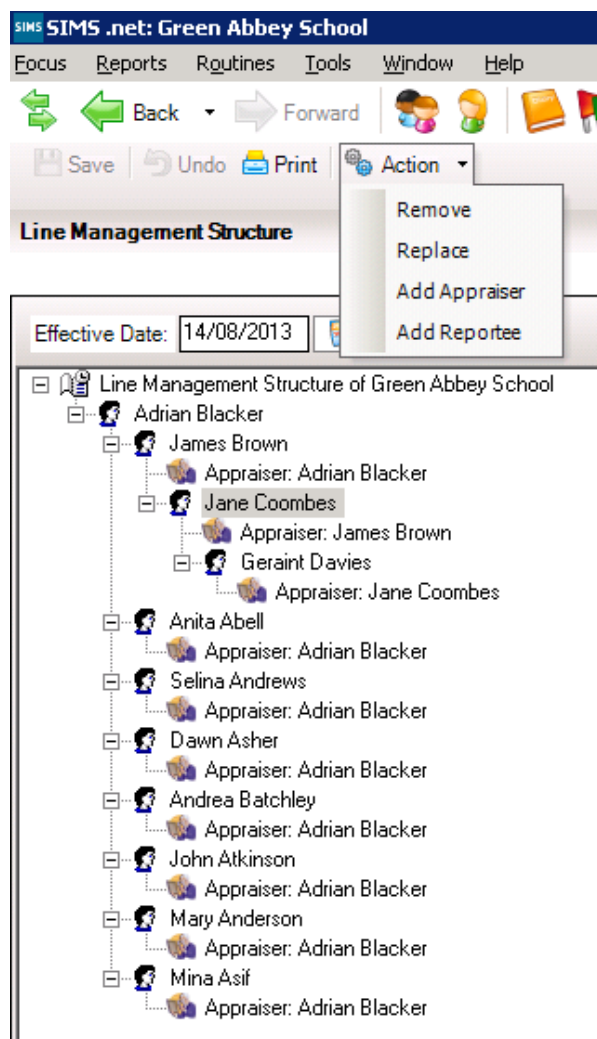 SIMS SIMS .net: Green Abbey School
Focus Reports Routines Tools Window Help
Back Forward
Save Undo Print Action
Remove
Line Management Structure
Replace
Add Appraiser
Effective Date: 14/08/2013
Add Reportee
Line Management Structure of Green Abbey School
Adrian Blacker
James Brown
Appraiser: Adrian Blacker
Jane Coombes
Appraiser: James Brown
Geraint Davies
Appraiser: Jane Coombes
Anita Abell
Appraiser: Adrian Blacker
Selina Andrews
Appraiser: Adrian Blacker
Dawn Asher
Appraiser: Adrian Blacker
Andrea Batchley
Appraiser: Adrian Blacker
John Atkinson
Appraiser: Adrian Blacker
Mary Anderson
Appraiser: Adrian Blacker
Mina Asif
Appraiser: Adrian Blacker